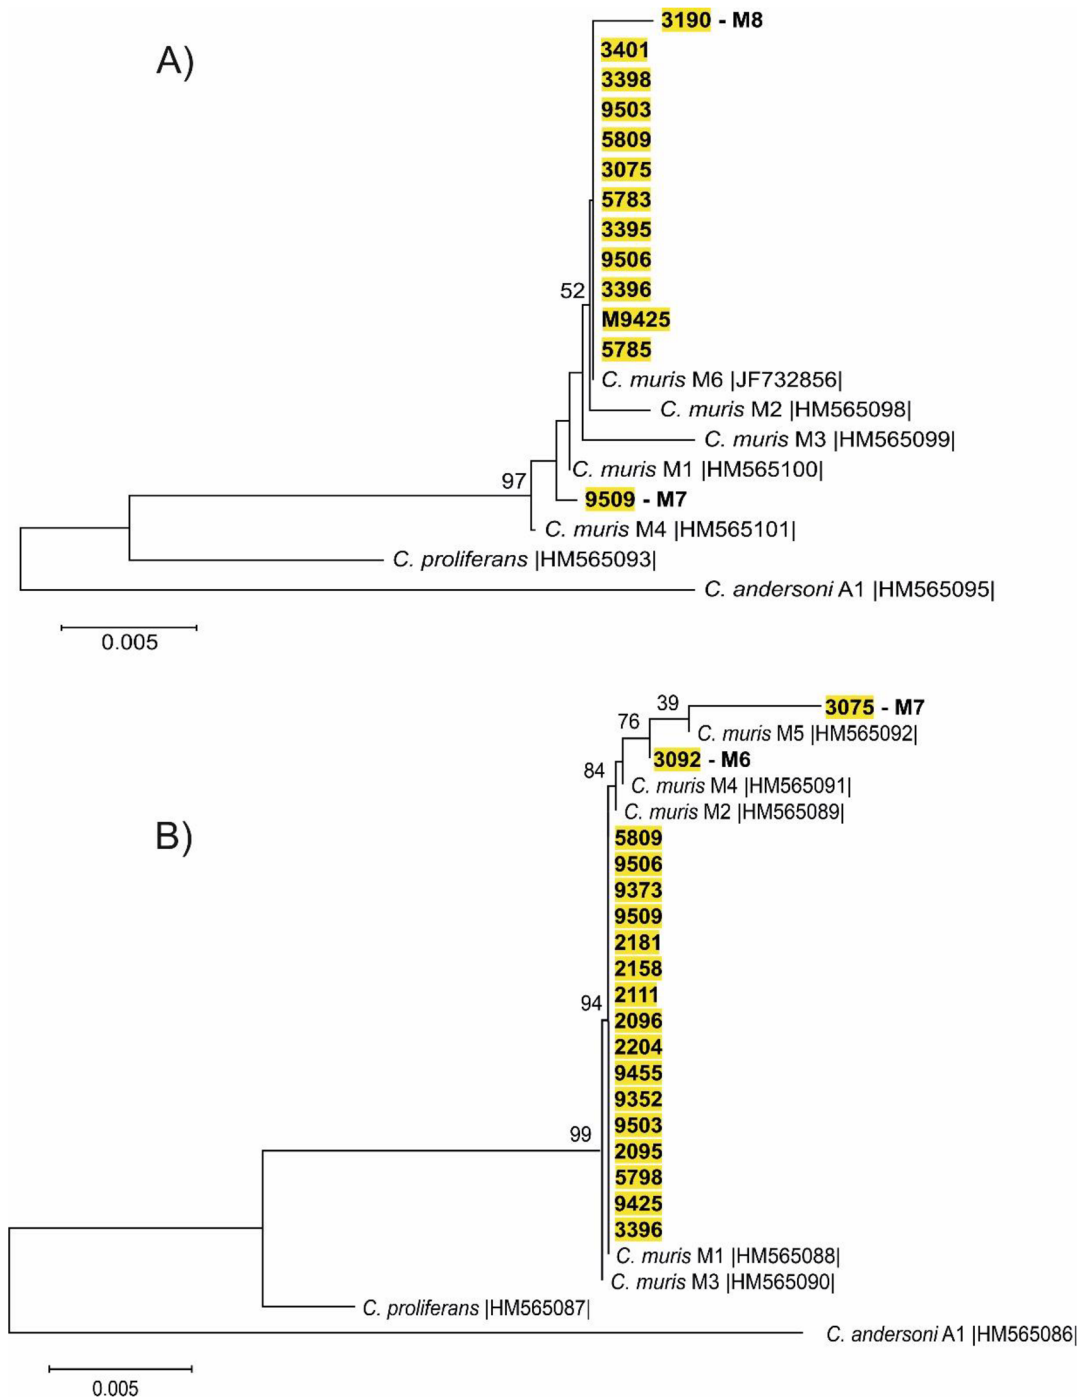 3190 - M8
A)
3401
3398
9503
5809
3075
5783
3395
9506
52
3396
M9425
5785
C. muris M6 |JF732856|
C. muris M2 |HM565098|
C. muris M3 |HM565099|
C. muris M1 |HM565100|
97
9509 - M7
C. muris M4 |HM565101|
C. proliferans |HM565093|
C. andersoni A1 |HM565095|
0.005
39
3075 - M7
76
C. muris M5 |HM565092|
3092 - M6
84
C. muris M4 |HM565091|
C. muris M2 |HM565089|
B)
5809
9506
9373
9509
2181
2158
2111
94
2096
2204
9455
9352
9503
99
2095
5798
9425
3396
C. muris M1 |HM565088|
C. muris M3 |HM565090|
C. proliferans |HM565087|
C. andersoni A1 |HM565086|
0.005